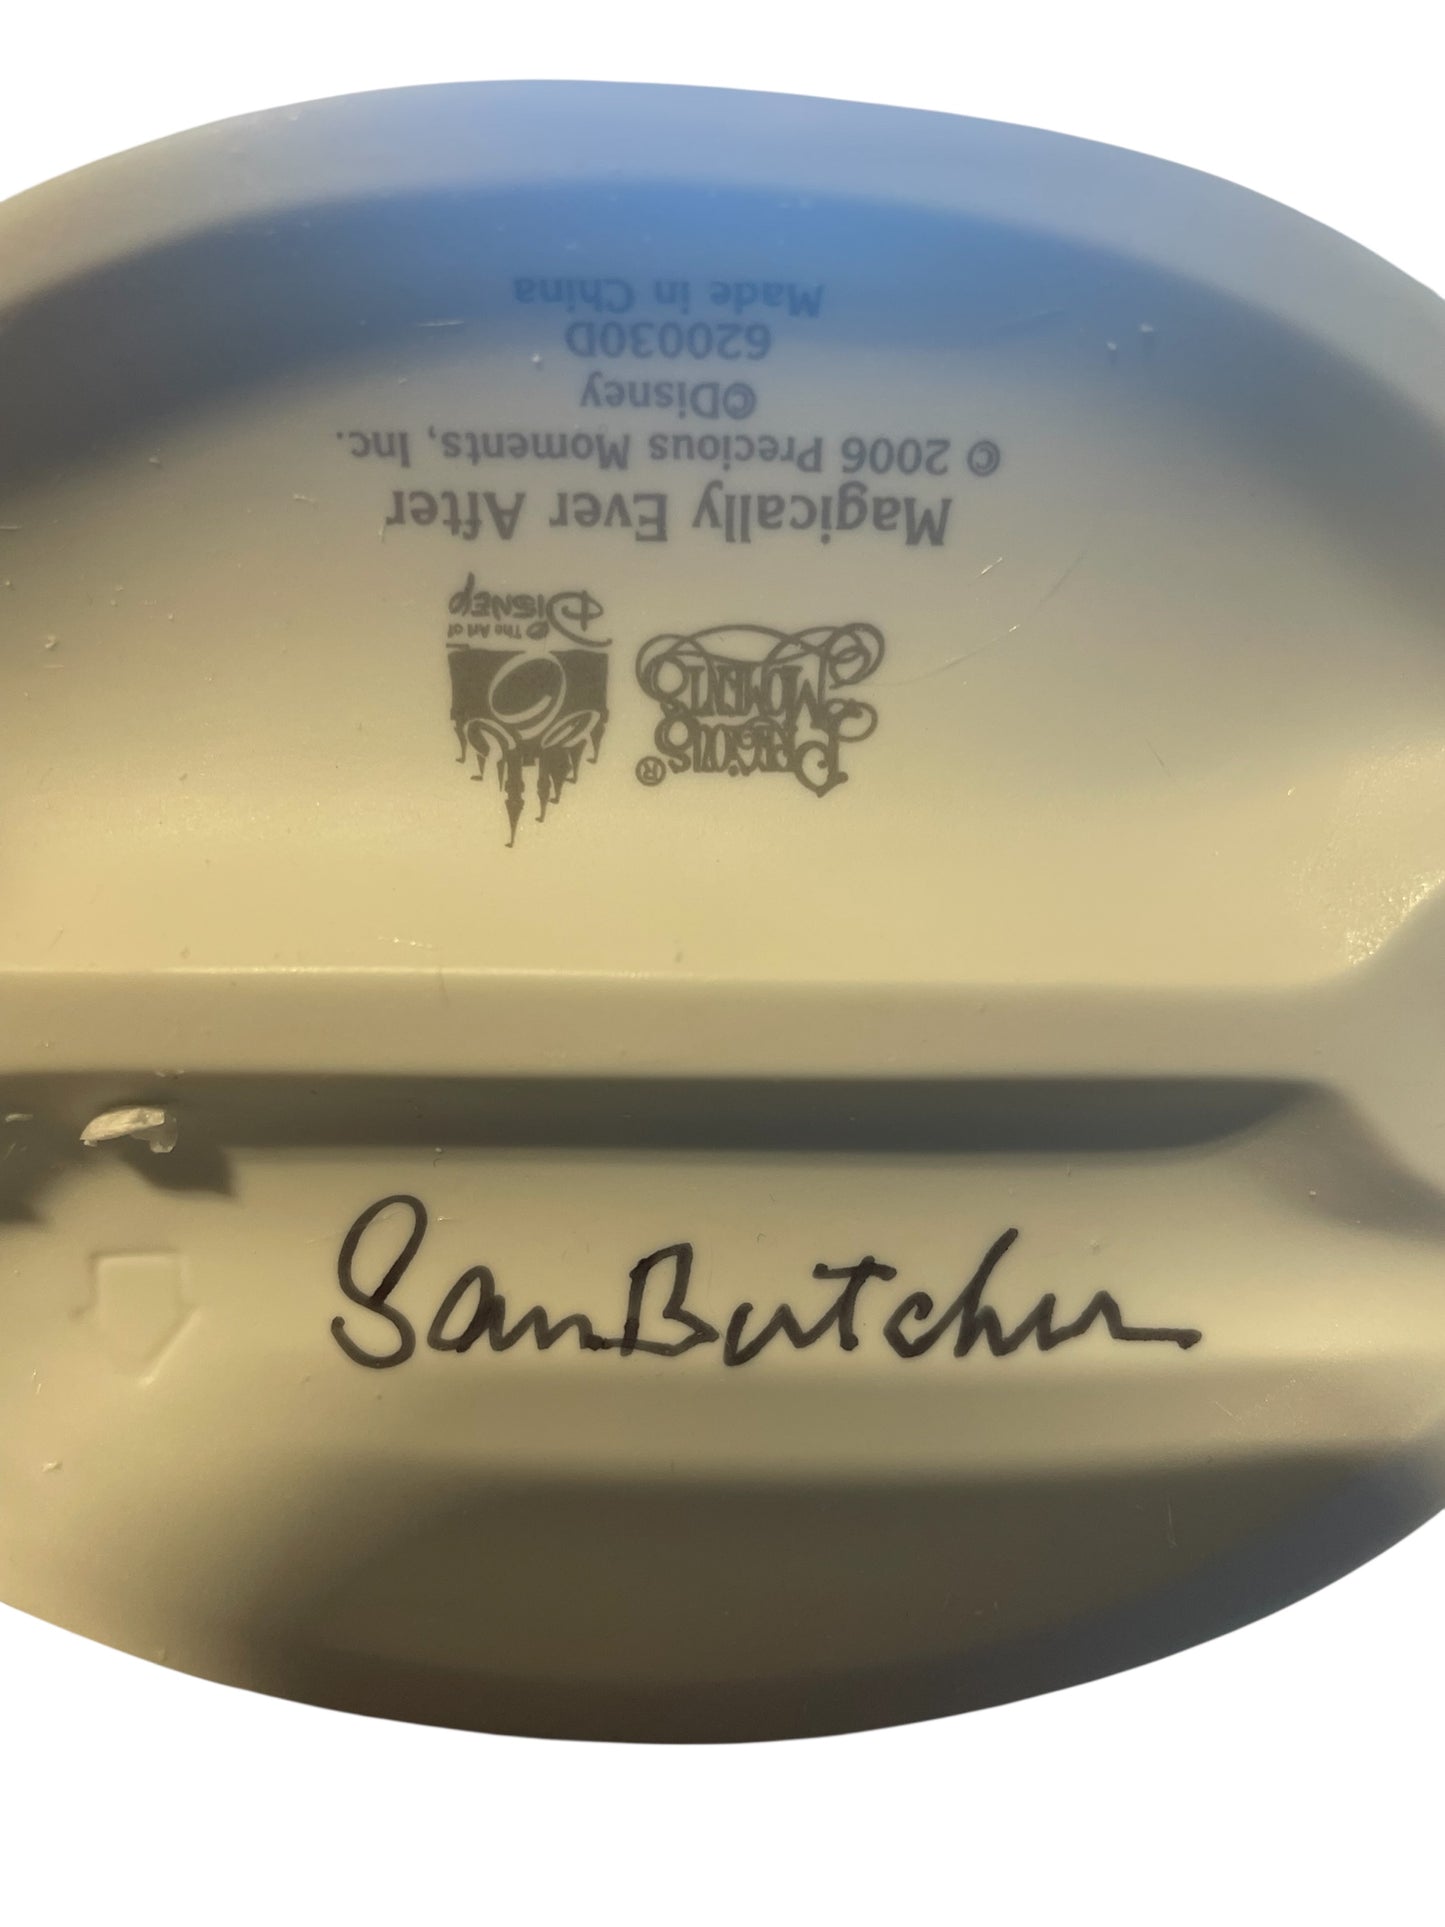 Precious
Moments®
The Art of
Disney
Magically Ever After
© 2006 Precious Moments, Inc.
©Disney
620030D
Made in China
Sam Butcher